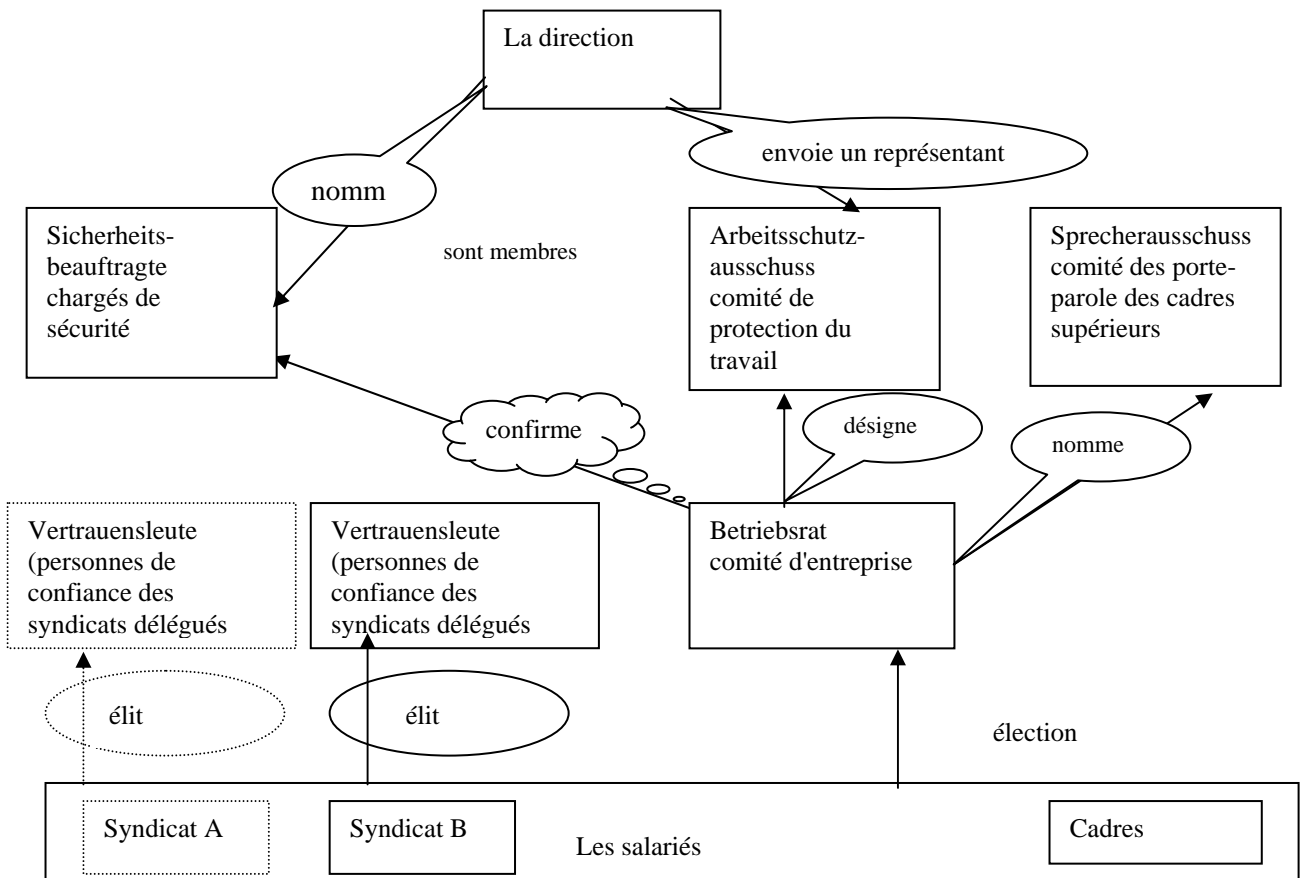 La direction
envoie un représentant
nomm
Sicherheits-
beauftragte
chargés de
sécurité
sont membres
Arbeitsschutz-
ausschuss
comité de
protection du
travail
Sprecherausschuss
comité des porte-
parole des cadres
supérieurs
confirme
désigne
nomme
Vertrauensleute
(personnes de
confiance des
syndicats délégués
Vertrauensleute
(personnes de
confiance des
syndicats délégués
Betriebsrat
comité d'entreprise
élit
élit
élection
Syndicat A
Syndicat B
Les salariés
Cadres